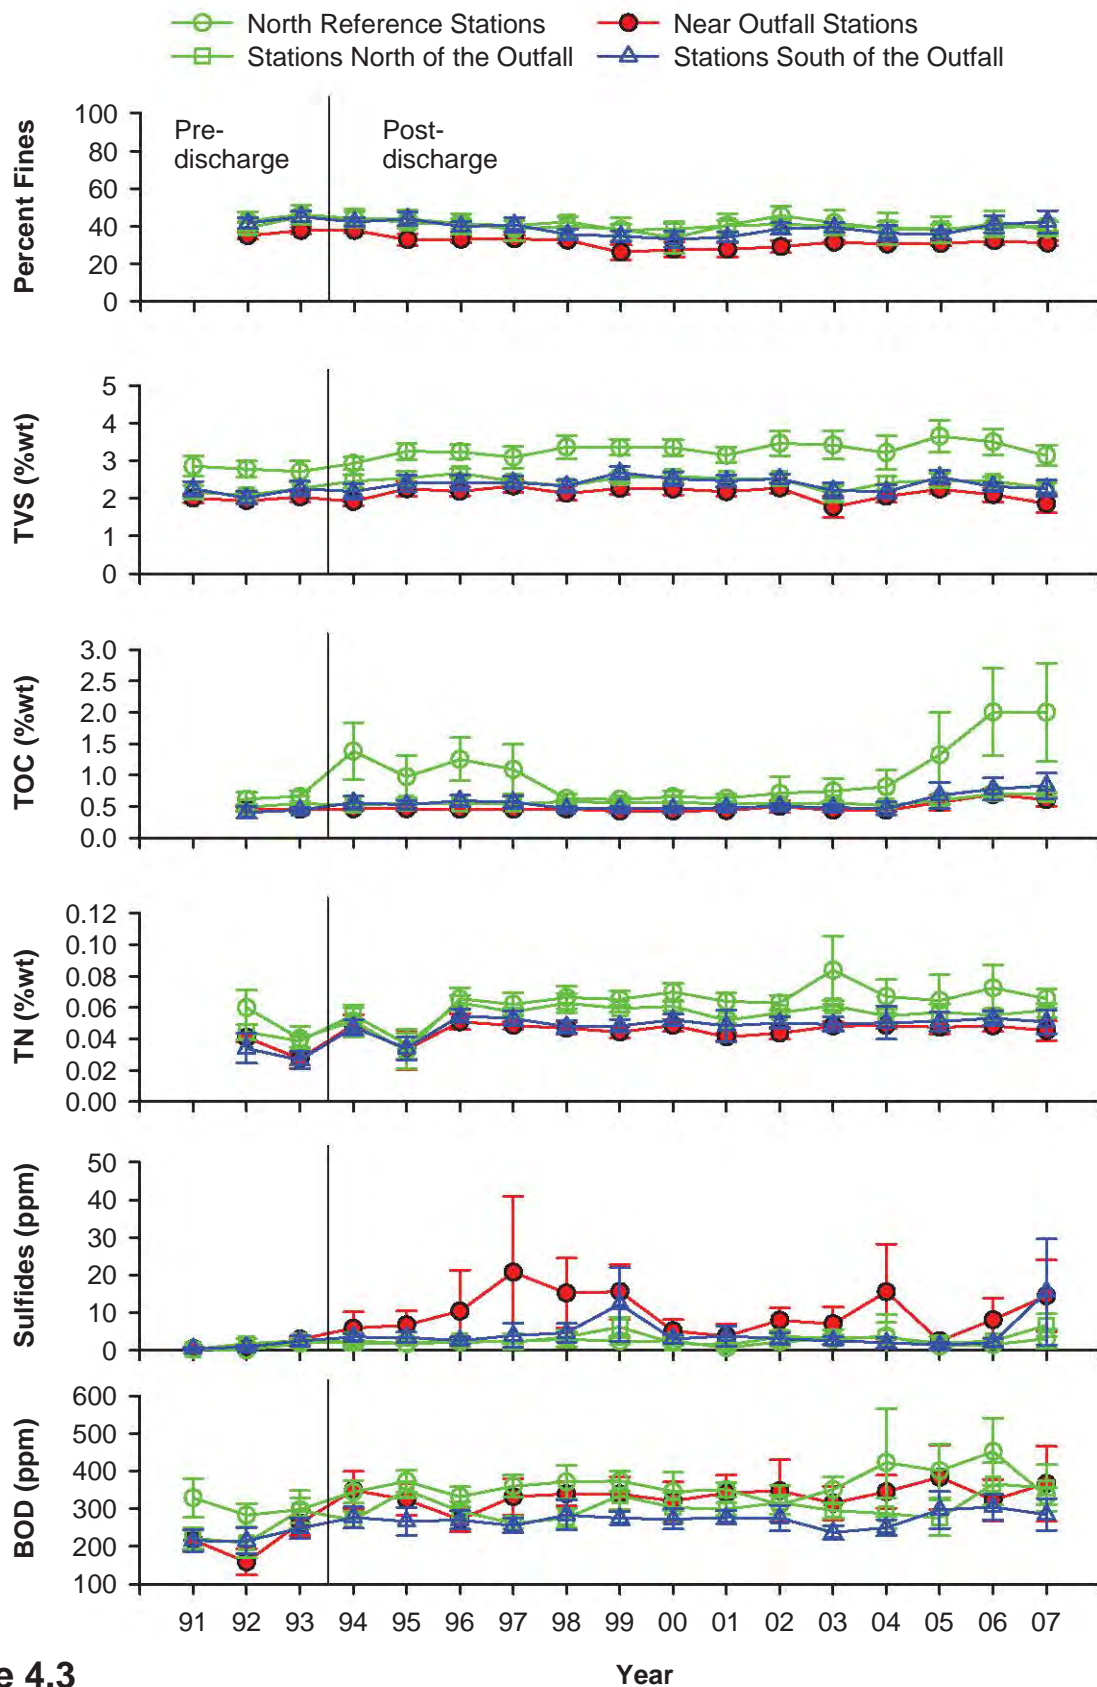 North Reference Stations
Near Outfall Stations
Stations North of the Outfall
Stations South of the Outfall
Percent Fines
100
80
60
40
20
0
Pre-
discharge
Post-
discharge
TVS (%wt)
5
4
3
2
1
0
TOC (%wt)
3.0
2.5
2.0
1.5
1.0
0.5
0.0
TN (%wt)
0.12
0.10
0.08
0.06
0.04
0.02
0.00
Sulfides (ppm)
50
40
30
20
10
0
BOD (ppm)
600
500
400
300
200
100
91 92 93 94 95 96 97 98 99 00 01 02 03 04 05 06 07
Year
e 4.3